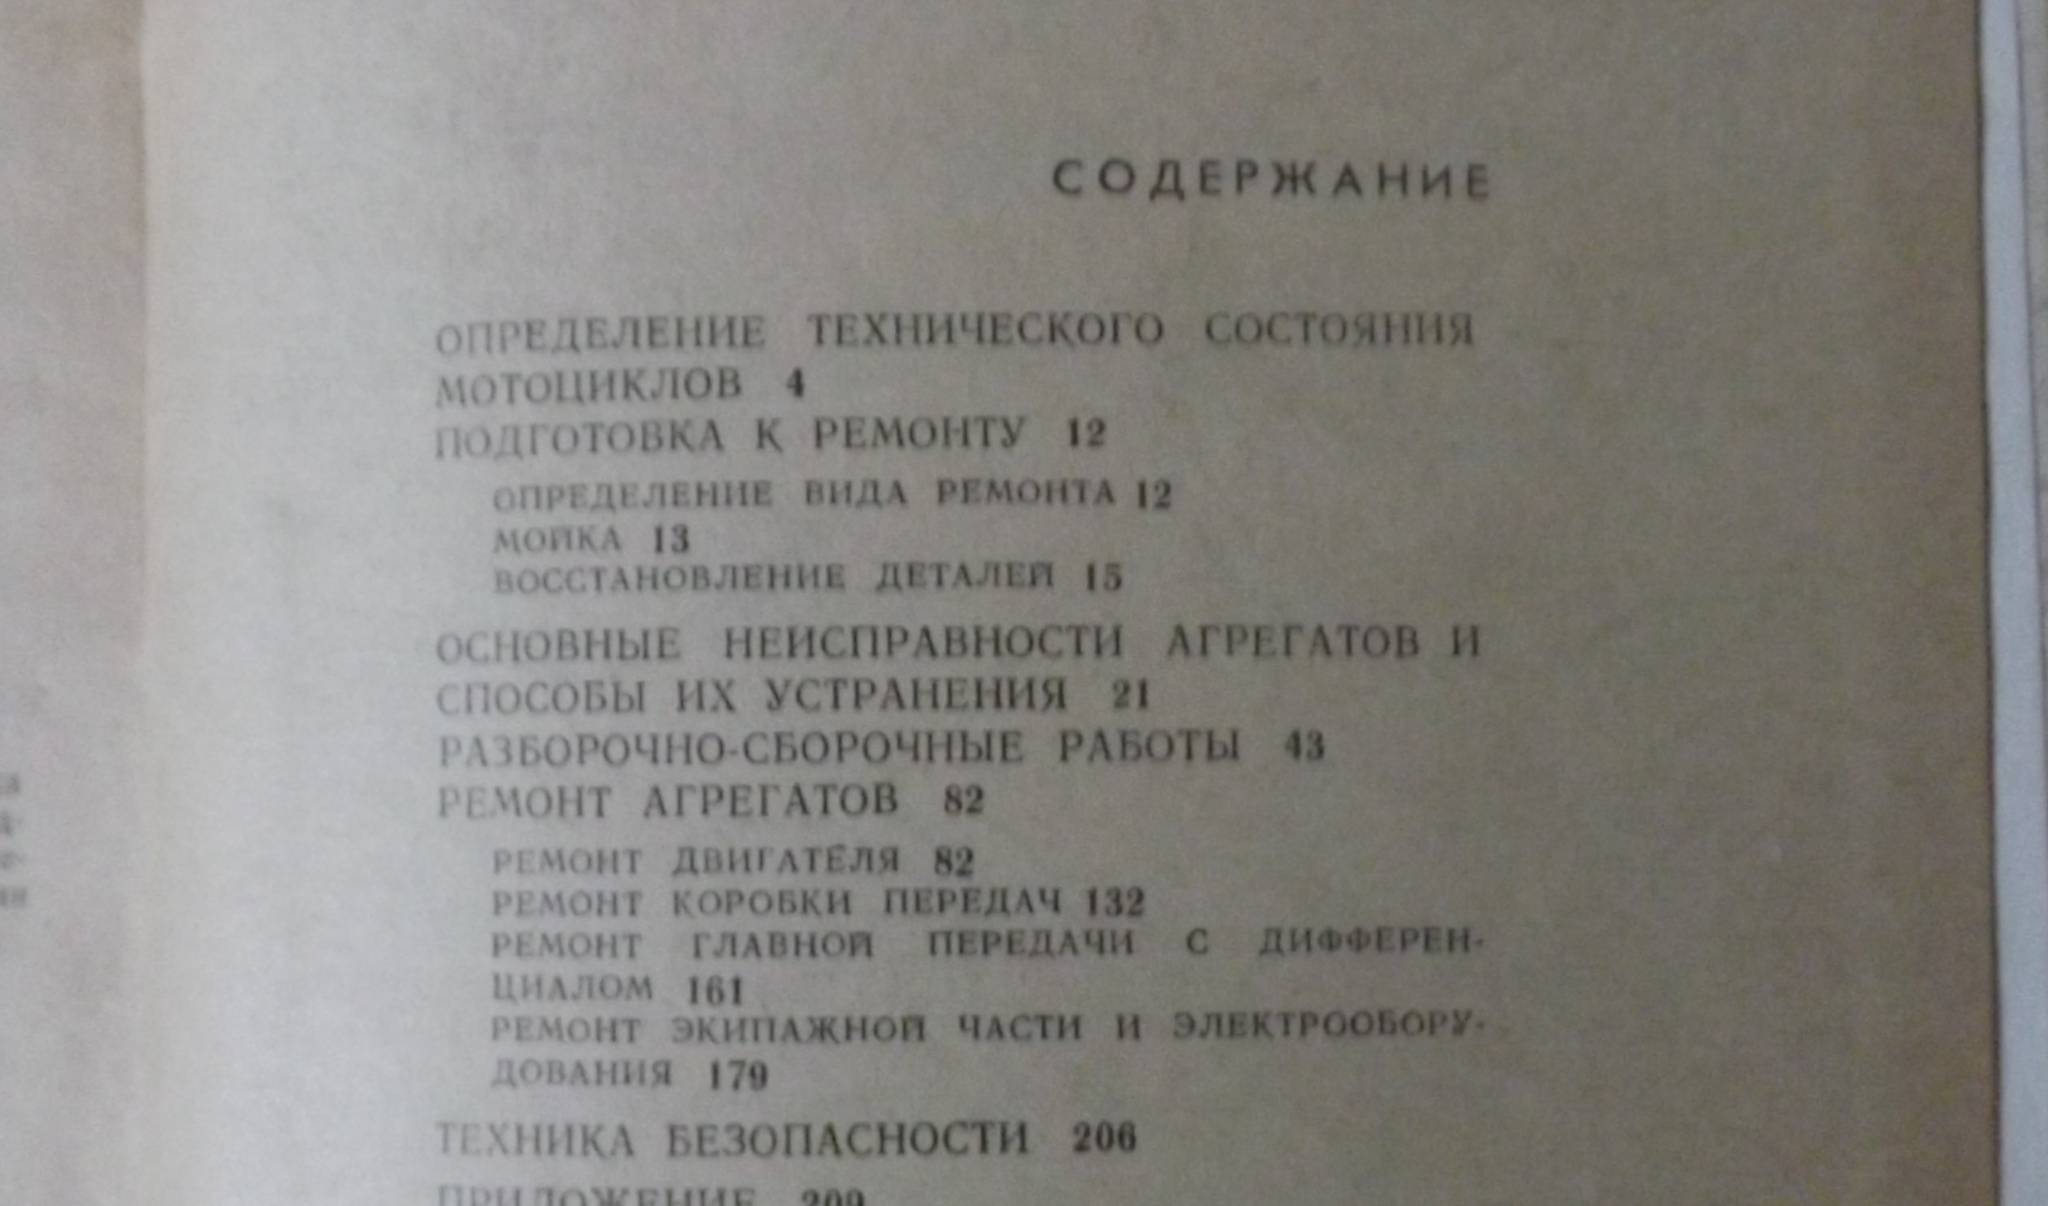 СОДЕРЖАНИЕ
ОПРЕДЕЛЕНИЕ ТЕХНИЧЕСКОГО СОСТОЯНИЯ
МОТОЦИКЛОВ 4
ПОДГОТОВКА К РЕМОНТУ 12
ОПРЕДЕЛЕНИЕ ВИДА РЕМОНТА 12
МОЙКА 13
ВОССТАНОВЛЕНИЕ ДЕТАЛЕЙ 15
ОСНОВНЫЕ НЕИСПРАВНОСТИ АГРЕГАТОВ И
СПОСОБЫ ИХ УСТРАНЕНИЯ 21
РАЗБОРОЧНО-СБОРОЧНЫЕ РАБОТЫ 43
РЕМОНТ АГРЕГАТОВ 82
РЕМОНТ ДВИГАТЕЛЯ 82
РЕМОНТ КОРОБКИ ПЕРЕДАЧ 132
РЕМОНТ ГЛАВНОЙ ПЕРЕДАЧИ С ДИФФЕРЕН-
ЦИАЛОМ 161
РЕМОНТ ЭКИПАЖНОЙ ЧАСТИ И ЭЛЕКТРООБОРУ-
ДОВАНИЯ 179
ТЕХНИКА БЕЗОПАСНОСТИ 206
ПРИЛОЖЕНИЕ 209